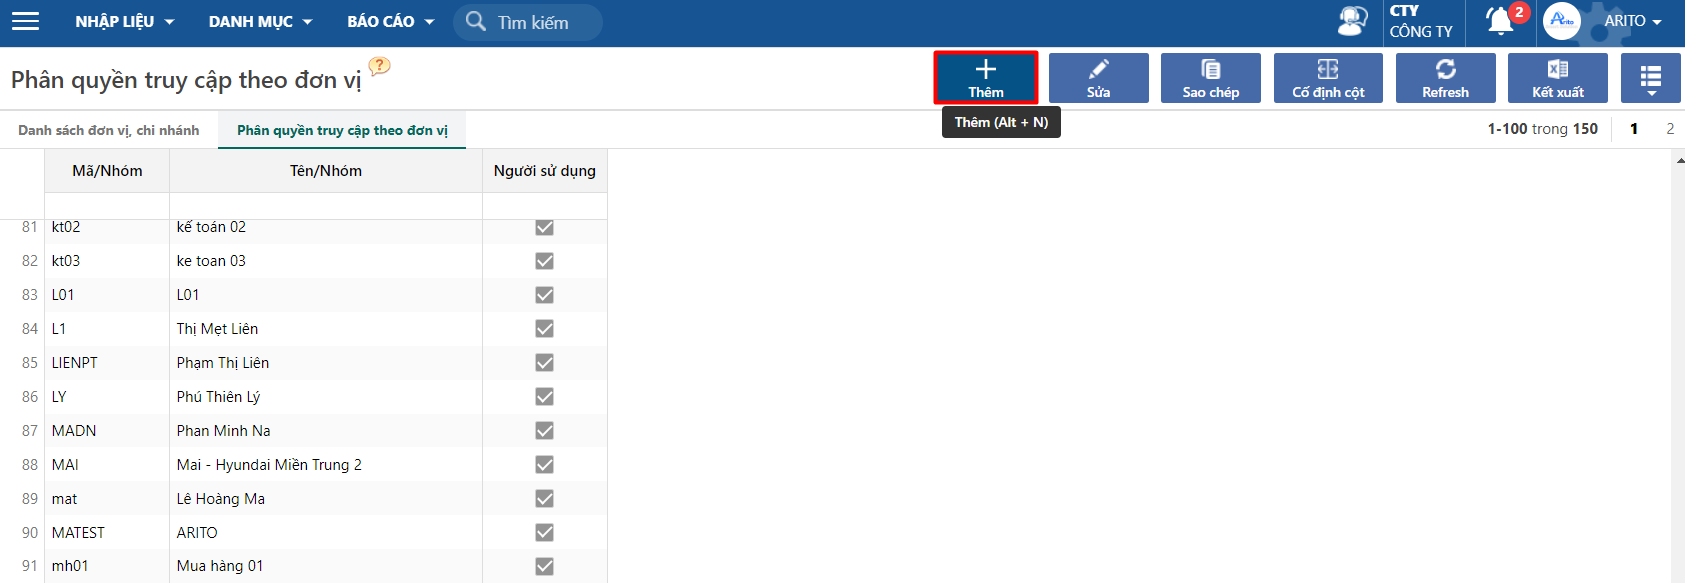 NHẬP LIỆU DANH MỤC BÁO CÁO Tìm kiếm CTY CÔNG TY 2 Arito ARITO
Phân quyền truy cập theo đơn vị ? Thêm Sửa Sao chép Cố định cột Refresh Kết xuất
Thêm (Alt + N)
Danh sách đơn vị, chi nhánh Phân quyền truy cập theo đơn vị 1-100 trong 150 1 2
Mã/Nhóm Tên/Nhóm Người sử dụng
81 kt02 kế toán 02
82 kt03 ke toan 03
83 L01 L01
84 L1 Thị Mẹt Liên
85 LIENPT Phạm Thị Liên
86 LY Phú Thiên Lý
87 MADN Phan Minh Na
88 MAI Mai - Hyundai Miền Trung 2
89 mat Lê Hoàng Ma
90 MATEST ARITO
91 mh01 Mua hàng 01